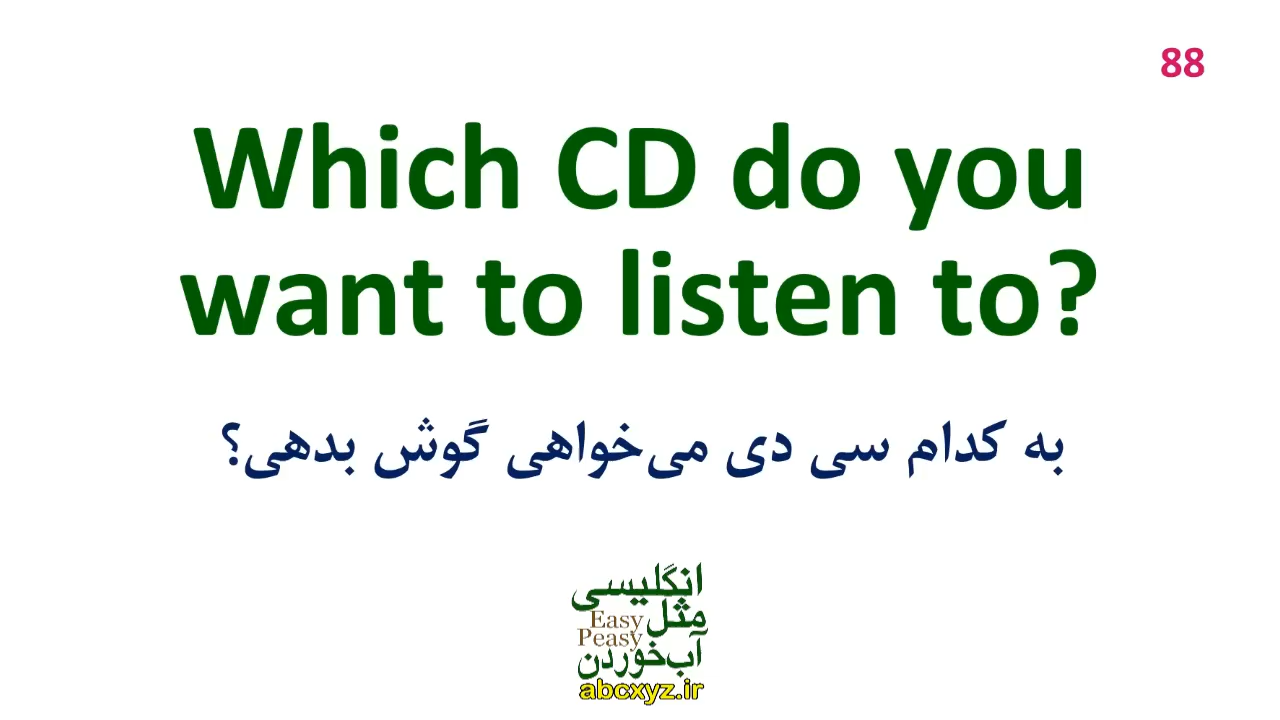 88
Which CD do you
want to listen to?
به کدام سی دی می‌خواهی گوش بدهی؟
انگلیسی
مثل
Easy
Peasy
آب‌خوردن
abcxyz.ir